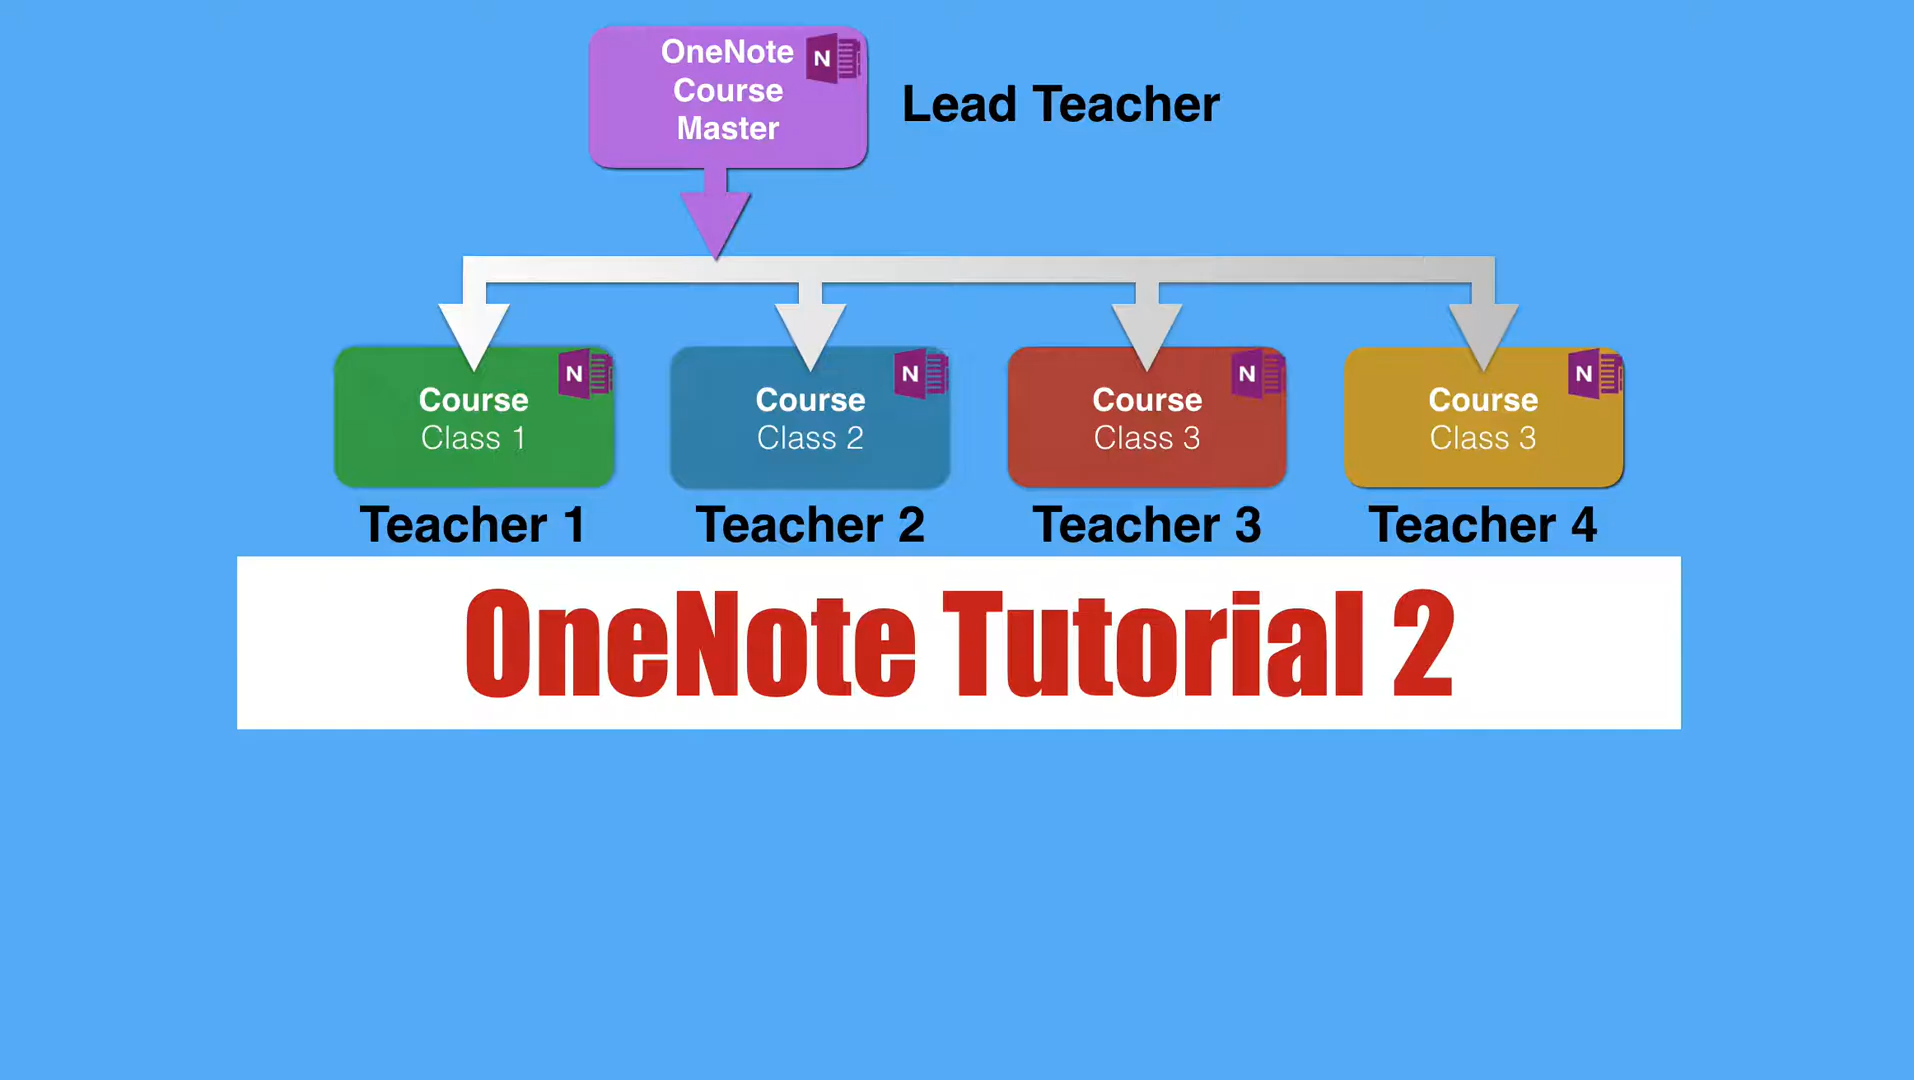 OneNote
Course
Master
N
Lead Teacher
N
N
N
N
Course
Class 1
Course
Class 2
Course
Class 3
Course
Class 3
Teacher 1
Teacher 2
Teacher 3
Teacher 4
OneNote Tutorial 2